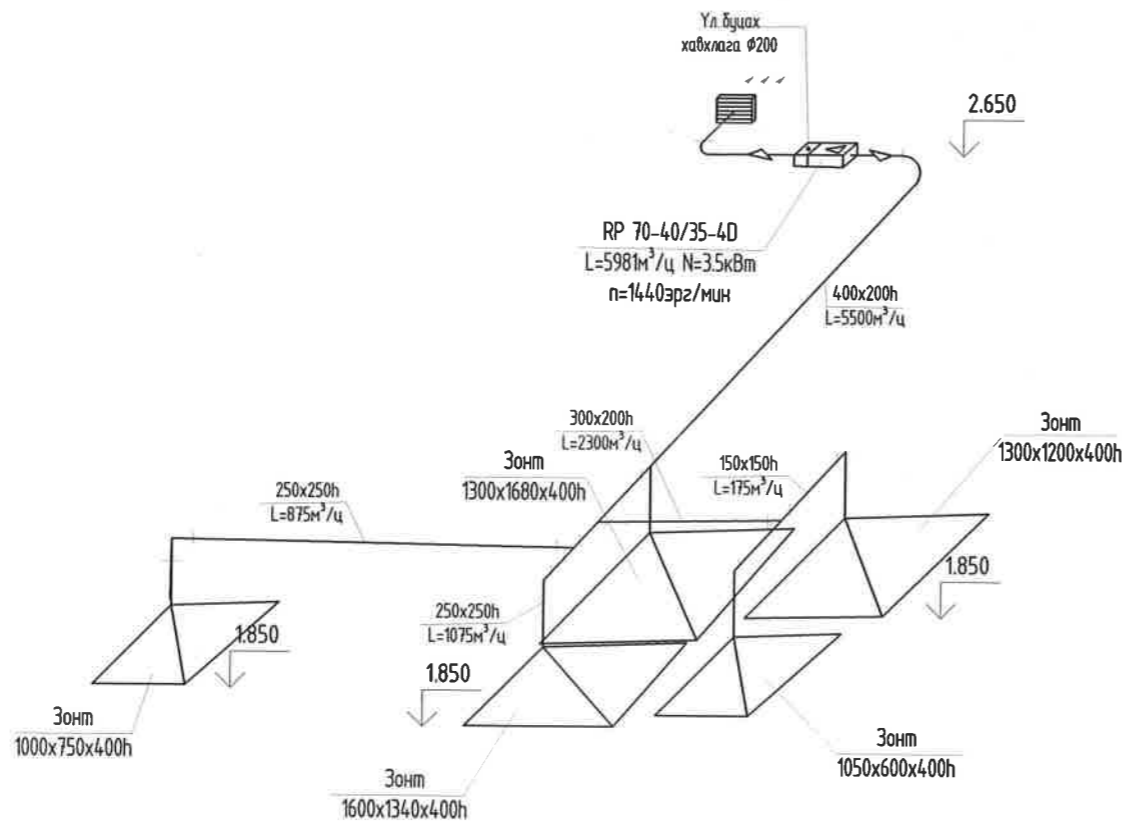 Үл буцах
хавхлага Ф200
2.650
RP 70-40/35-4D
L=5981м³/ц N=3.5кВт
n=1440эрг/мин
400x200h
L=5500м³/ц
300x200h
L=2300м³/ц
Зонт
1300x1680x400h
150x150h
L=175м³/ц
Зонт
1300x1200x400h
250x250h
L=875м³/ц
250x250h
L=1075м³/ц
1.850
1.850
1.850
Зонт
1000x750x400h
Зонт
1600x1340x400h
Зонт
1050x600x400h